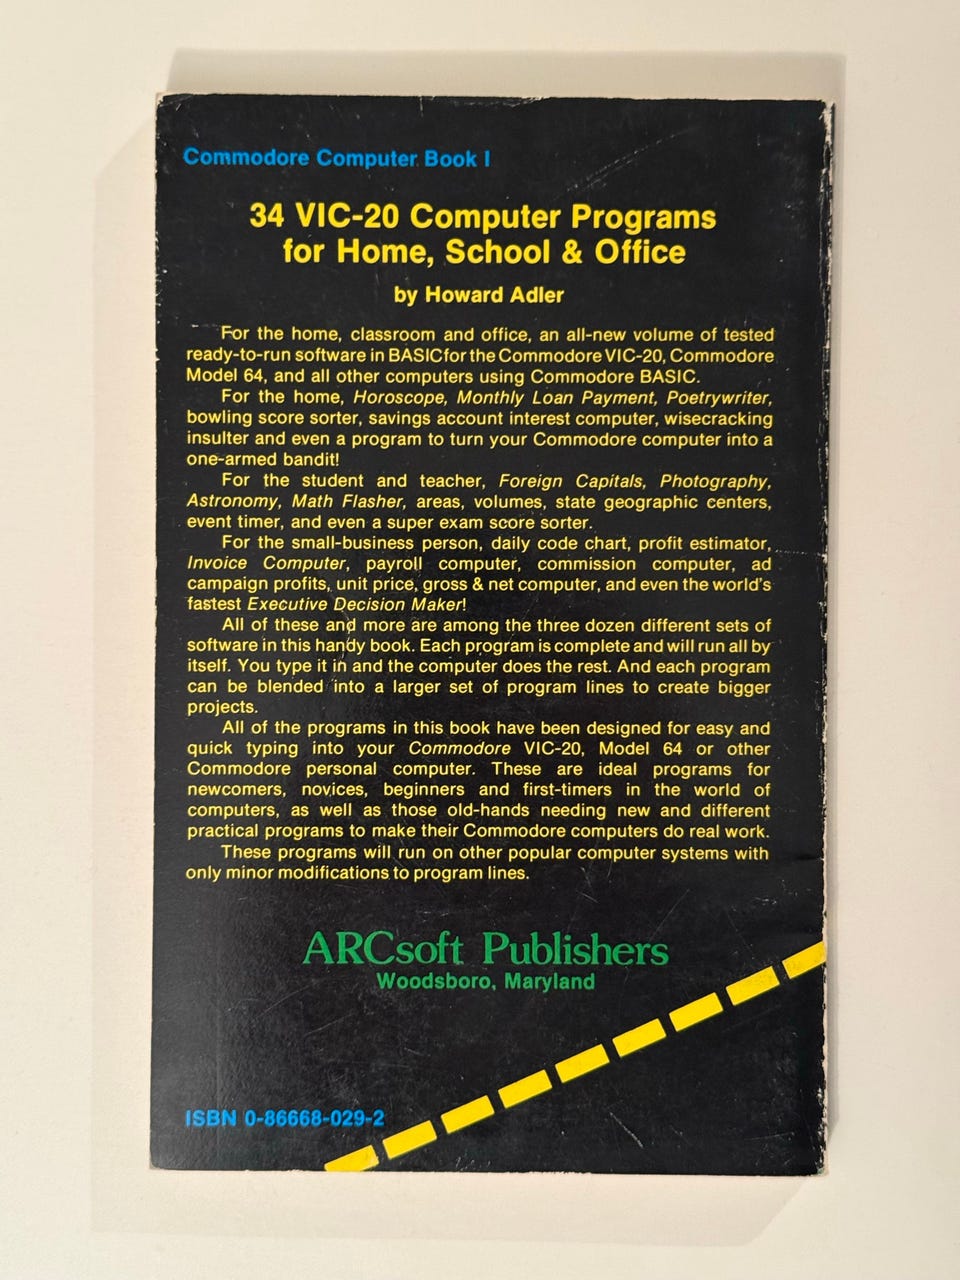 Commodore Computer Book I
34 VIC-20 Computer Programs
for Home, School & Office
by Howard Adler
For the home, classroom and office, an all-new volume of tested
ready-to-run software in BASIC for the Commodore VIC-20, Commodore
Model 64, and all other computers using Commodore BASIC.
For the home, Horoscope, Monthly Loan Payment, Poetrywriter,
bowling score sorter, savings account interest computer, wisecracking
insulter and even a program to turn your Commodore computer into a
one-armed bandit!
For the student and teacher, Foreign Capitals, Photography,
Astronomy, Math Flasher, areas, volumes, state geographic centers,
event timer, and even a super exam score sorter.
For the small-business person, daily code chart, profit estimator,
Invoice Computer, payroll computer, commission computer, ad
campaign profits, unit price, gross & net computer, and even the world's
fastest Executive Decision Maker!
All of these and more are among the three dozen different sets of
software in this handy book. Each program is complete and will run all by
itself. You type it in and the computer does the rest. And each program
can be blended into a larger set of program lines to create bigger
projects.
All of the programs in this book have been designed for easy and
quick typing into your Commodore VIC-20, Model 64 or other
Commodore personal computer. These are ideal programs for
newcomers, novices, beginners and first-timers in the world of
computers, as well as those old-hands needing new and different
practical programs to make their Commodore computers do real work.
These programs will run on other popular computer systems with
only minor modifications to program lines.
ARCsoft Publishers
Woodsboro, Maryland
ISBN 0-86668-029-2